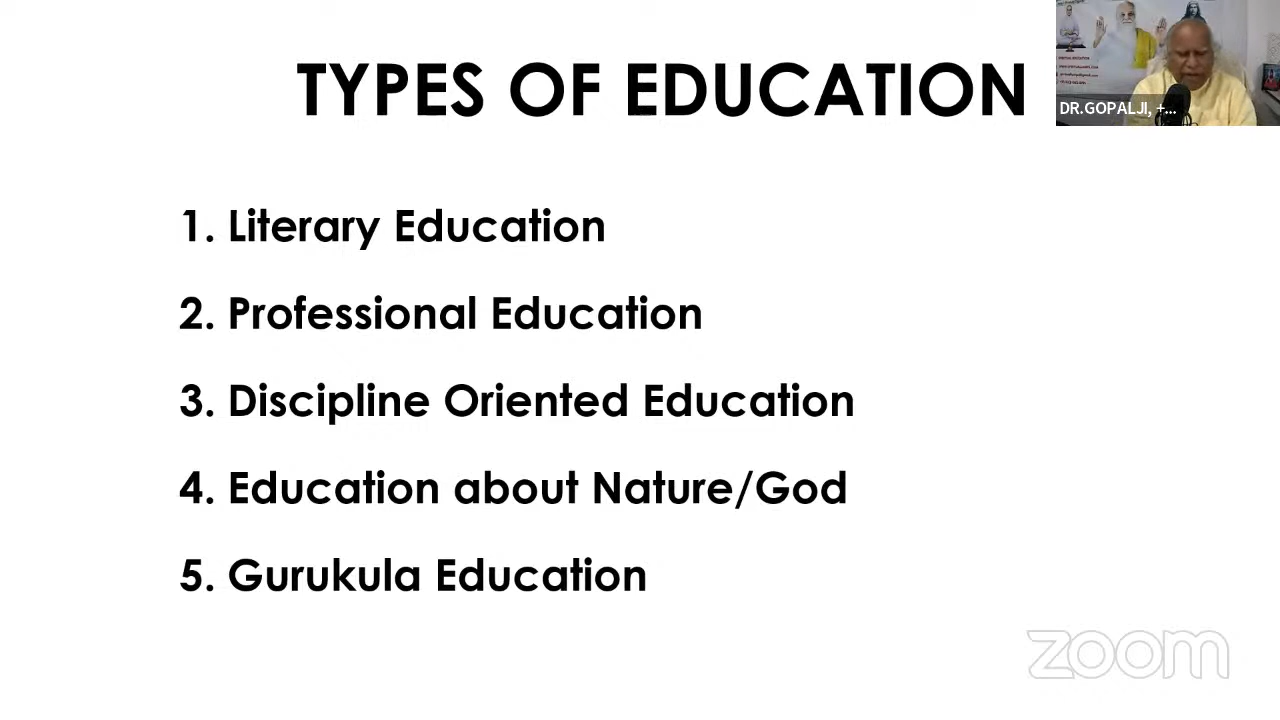 TYPES OF EDUCATION
DR.GOPALJI, +...
1. Literary Education
2. Professional Education
3. Discipline Oriented Education
4. Education about Nature/God
5. Gurukula Education
zoom